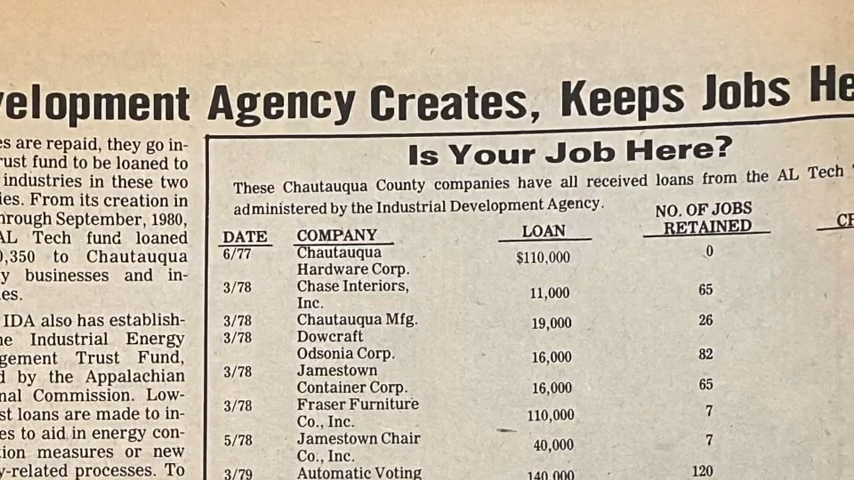 velopment Agency Creates, Keeps Jobs He
es are repaid, they go in-
rust fund to be loaned to
industries in these two
ies. From its creation in
hrough September, 1980,
AL Tech fund loaned
0,350 to Chautauqua
y businesses and in-
es.
IDA also has establish-
he Industrial Energy
gement Trust Fund,
d by the Appalachian
nal Commission. Low-
st loans are made to in-
es to aid in energy con-
tion measures or new
y-related processes. To
Is Your Job Here?
These Chautauqua County companies have all received loans from the AL Tech
administered by the Industrial Development Agency.
DATE COMPANY LOAN NO. OF JOBS RETAINED
6/77 Chautauqua
Hardware Corp. $110,000 0
3/78 Chase Interiors,
Inc. 11,000 65
3/78 Chautauqua Mfg. 19,000 26
3/78 Dowcraft
Odsonia Corp. 16,000 82
3/78 Jamestown
Container Corp. 16,000 65
3/78 Fraser Furniture
Co., Inc. 110,000 7
5/78 Jamestown Chair
Co., Inc. 40,000 7
3/79 Automatic Voting 140,000 120